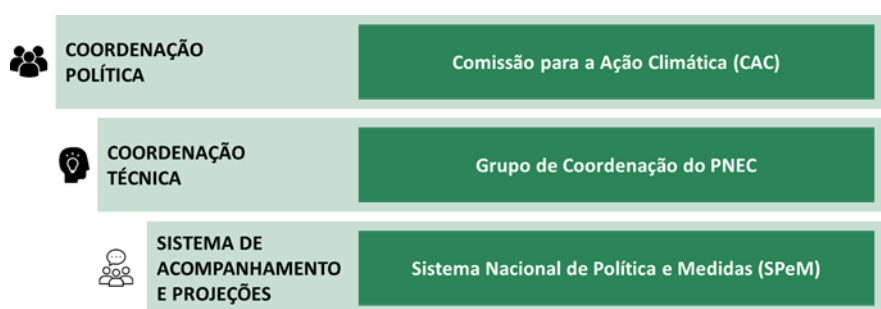 COORDENAÇÃO
POLÍTICA
Comissão para a Ação Climática (CAC)
COORDENAÇÃO
TÉCNICA
Grupo de Coordenação do PNEC
SISTEMA DE
ACOMPANHAMENTO
E PROJEÇÕES
Sistema Nacional de Política e Medidas (SPeM)